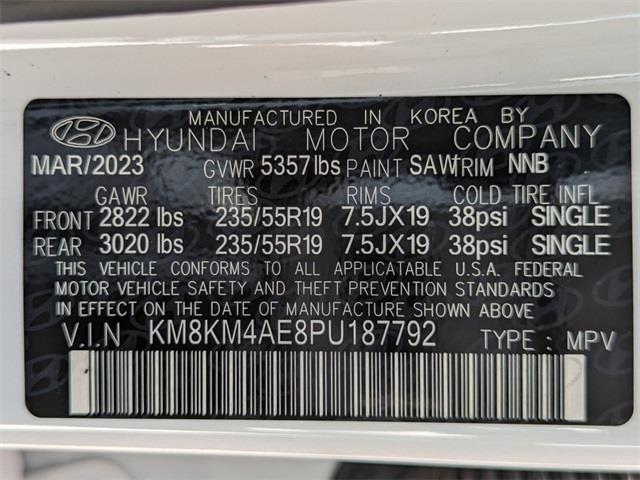 MANUFACTURED IN KOREA BY
HYUNDAI MOTOR COMPANY
MAR/2023 GVWR 5357lbs PAINT SAW TRIM NNB
GAWR TIRES RIMS COLD TIRE INFL
FRONT 2822 lbs 235/55R19 7.5JX19 38psi SINGLE
REAR 3020 lbs 235/55R19 7.5JX19 38psi SINGLE
THIS VEHICLE CONFORMS TO ALL APPLICABLE U.S.A. FEDERAL
MOTOR VEHICLE SAFETY AND THEFT PREVENTION STANDARDS
IN EFFECT ON THE DATE OF MANUFACTURE SHOWN ABOVE
V.I.N KM8KM4AE8PU187792 TYPE : MPV